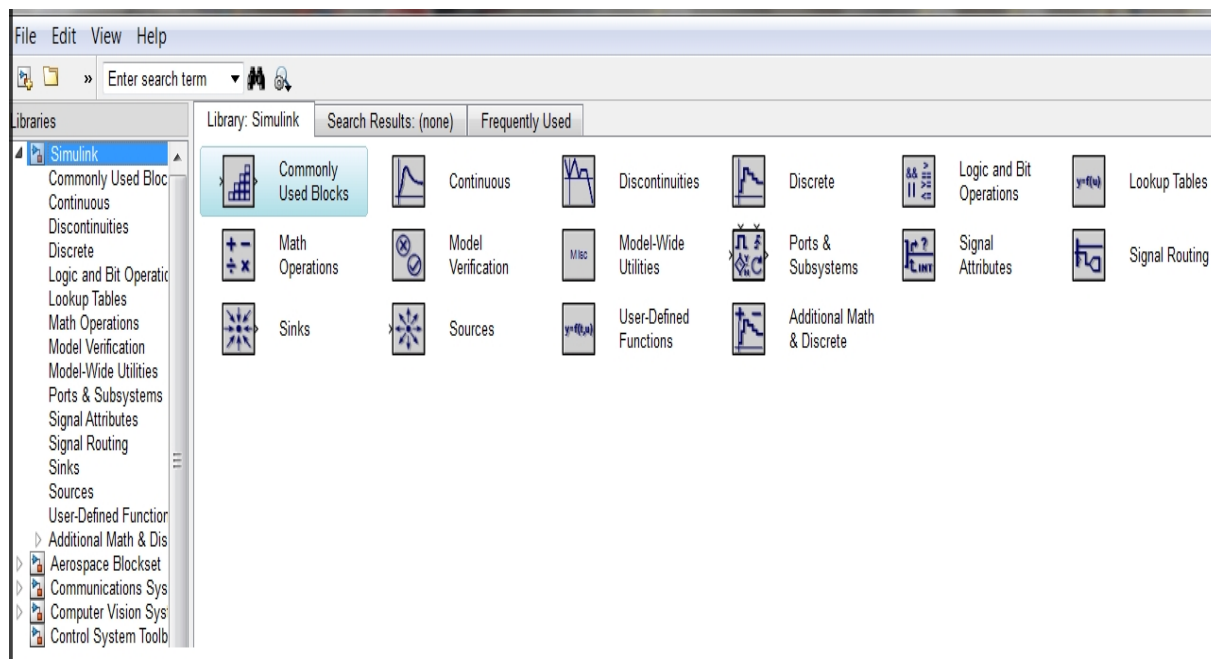 File Edit View Help
» Enter search term
Libraries
Library: Simulink Search Results: (none) Frequently Used
Simulink
Commonly Used Bloc
Continuous
Discontinuities
Discrete
Logic and Bit Operatic
Lookup Tables
Math Operations
Model Verification
Model-Wide Utilities
Ports & Subsystems
Signal Attributes
Signal Routing
Sinks
Sources
User-Defined Function
Additional Math & Dis
Aerospace Blockset
Communications Sys
Computer Vision Sys
Control System Toolb
Commonly
Used Blocks
Continuous
Discontinuities
Discrete
&& || > >= <=
Logic and Bit
Operations
y=f(u)
Lookup Tables
+ − ÷ x
Math
Operations
Model
Verification
Misc
Model-Wide
Utilities
Ports &
Subsystems
? INT
Signal
Attributes
Signal Routing
Sinks
Sources
y=f(t,u)
User-Defined
Functions
Additional Math
& Discrete